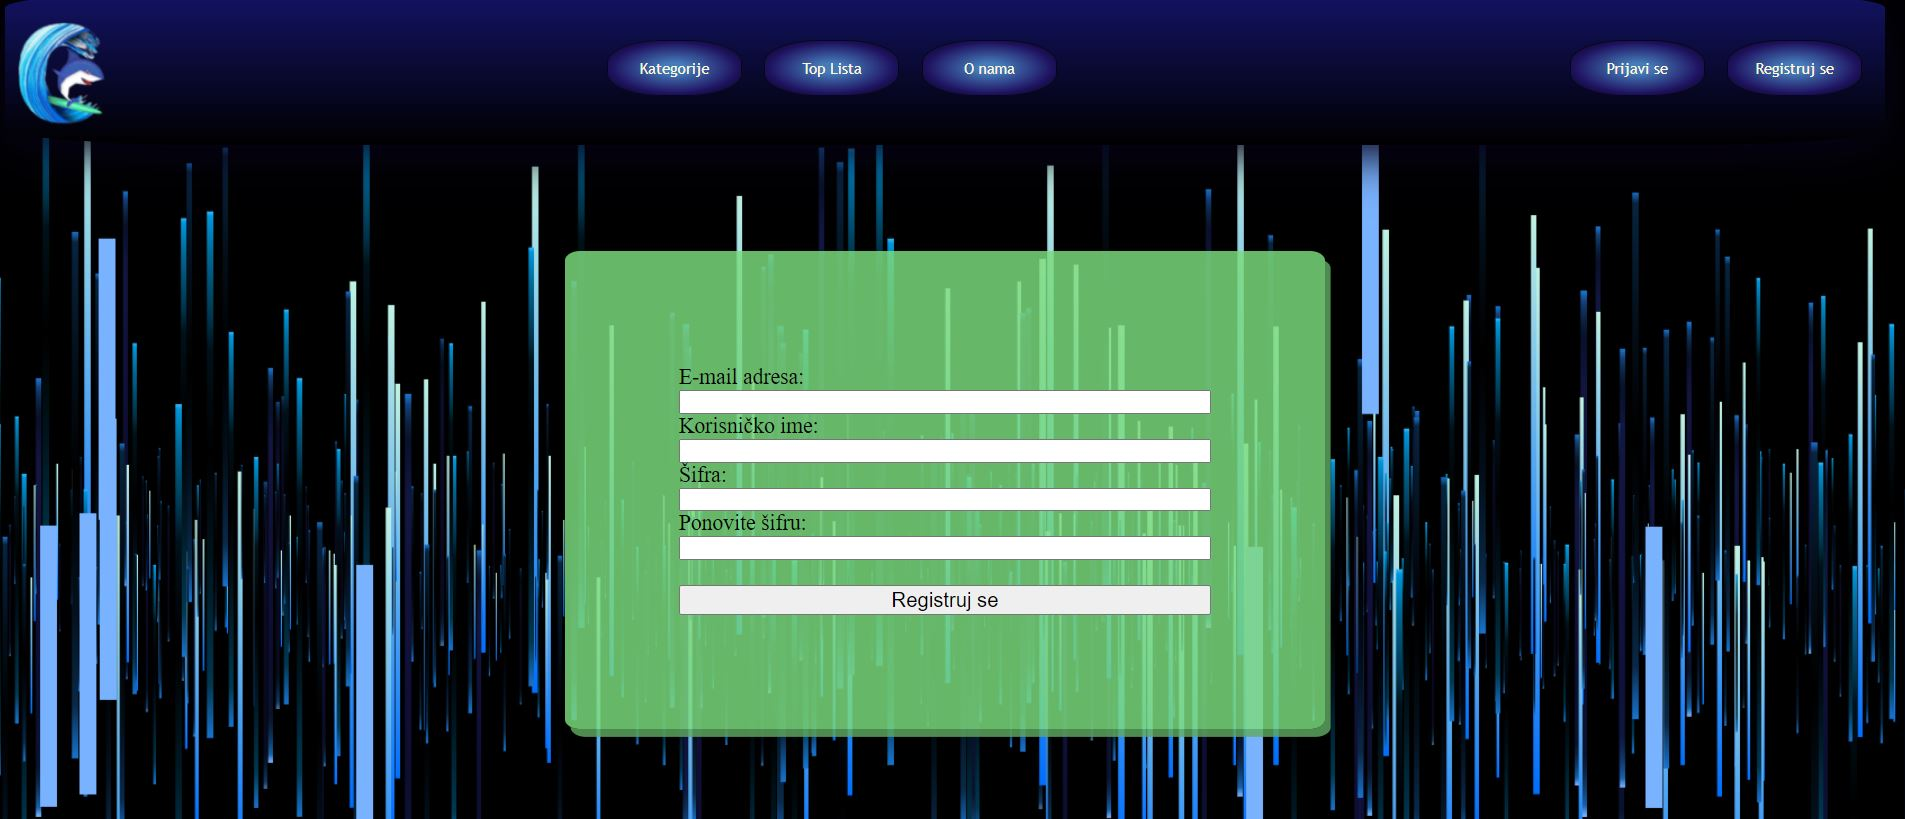 Kategorije
Top Lista
O nama
Prijavi se
Registruj se
E-mail adresa:
Korisničko ime:
Šifra:
Ponovite šifru:
Registruj se